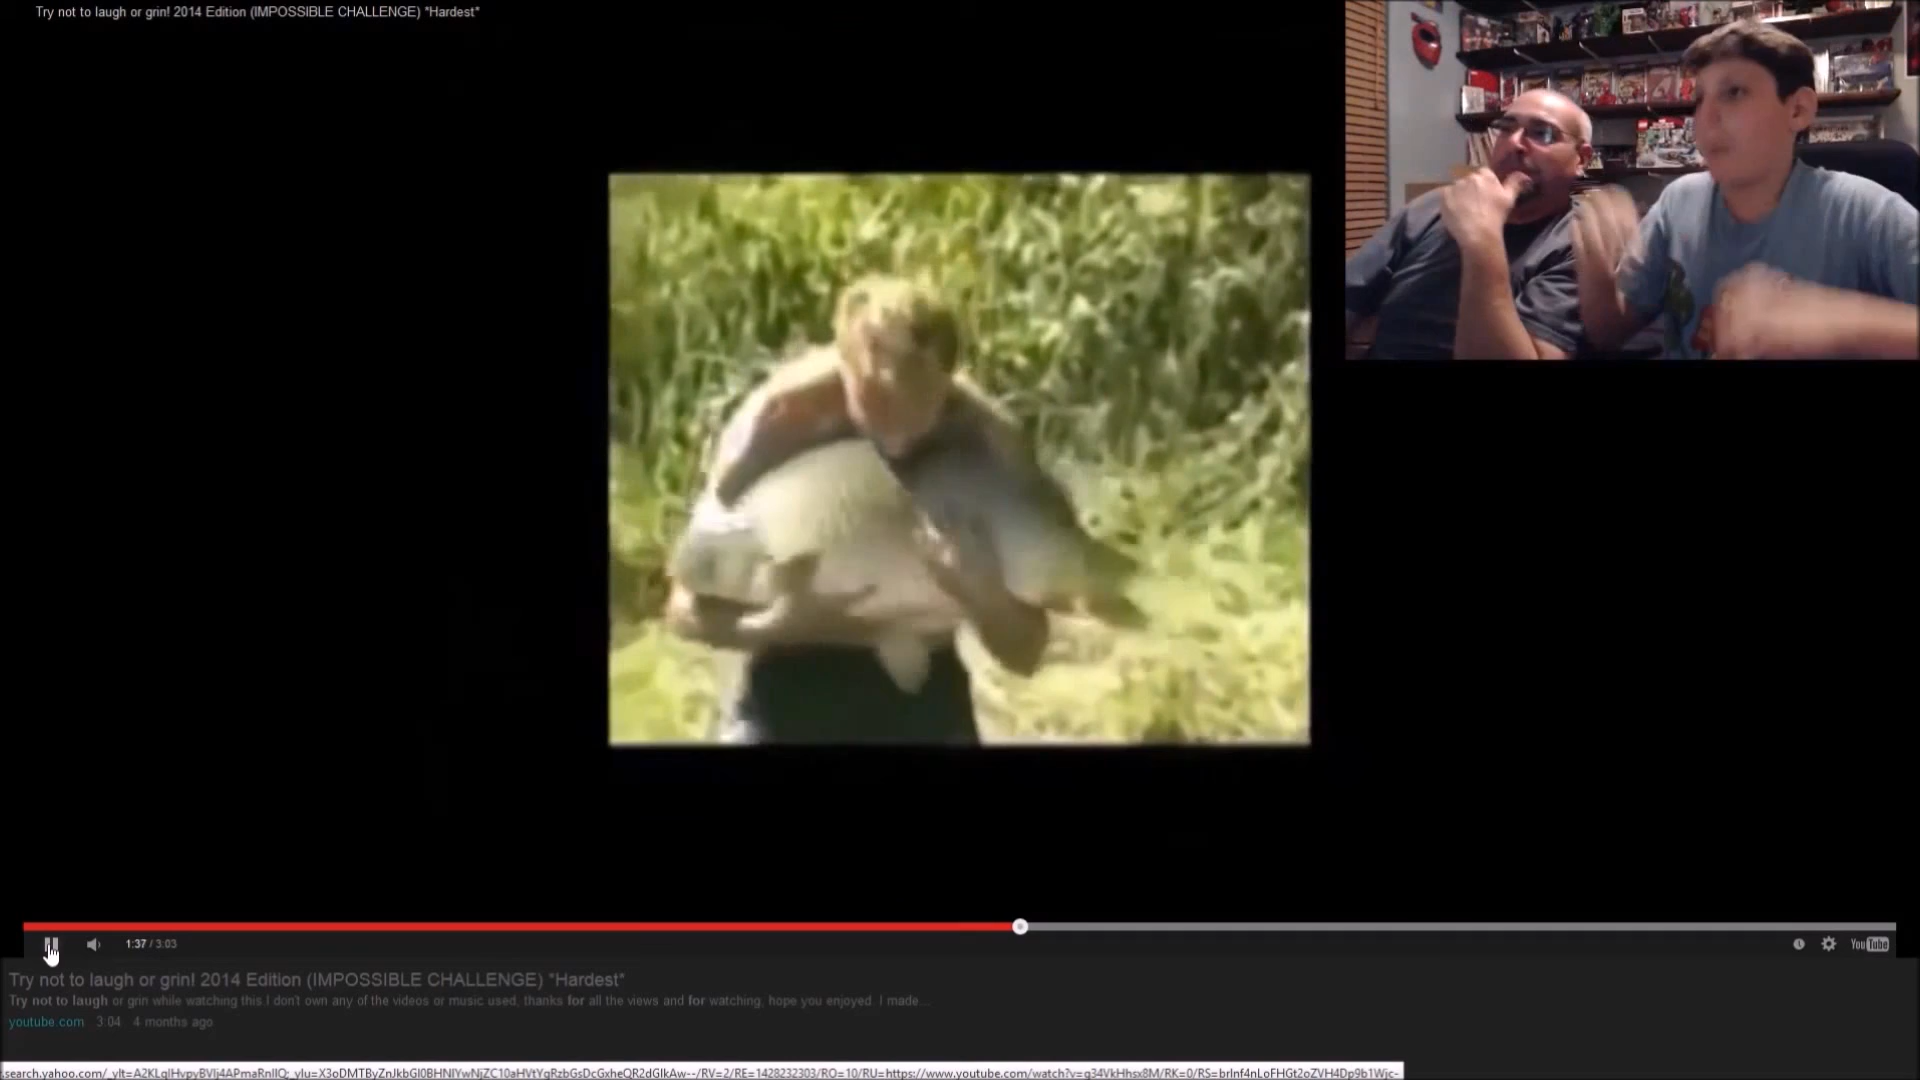 Try not to laugh or grin! 2014 Edition (IMPOSSIBLE CHALLENGE) *Hardest*
1:37 / 3:03
YouTube
Try not to laugh or grin! 2014 Edition (IMPOSSIBLE CHALLENGE) *Hardest*
Try not to laugh or grin while watching this I don't own any of the videos or music used, thanks for all the views and for watching, hope you enjoyed. I made...
youtube.com 3:04 4 months ago